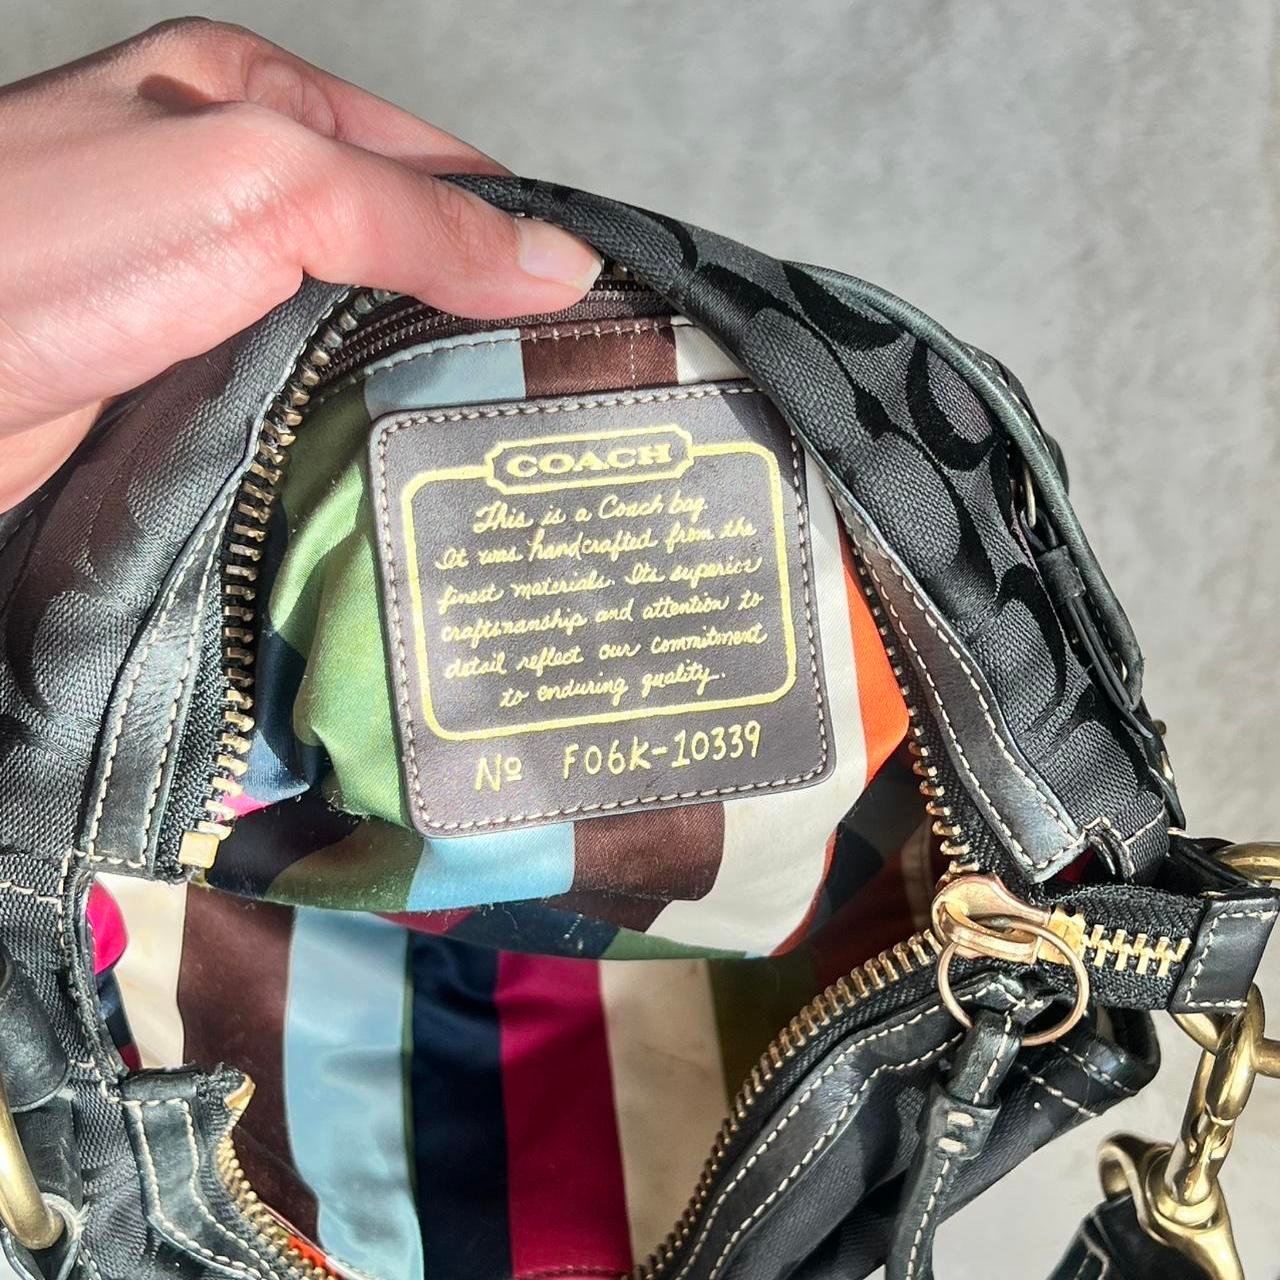 COACH
This is a Coach bag.
It was handcrafted from the
finest materials. Its superior
craftsmanship and attention to
detail reflect our commitment
to enduring quality.
Nº F06K-10339